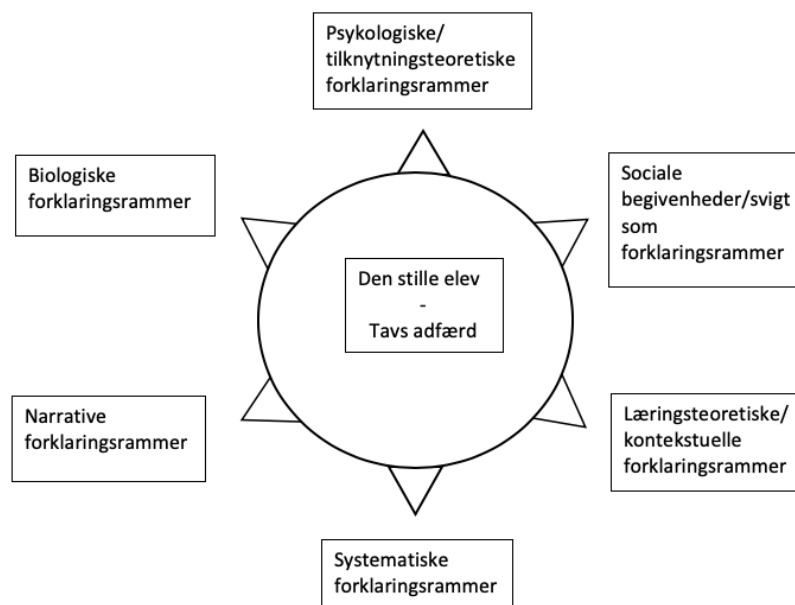 Psykologiske/
tilknytningsteoretiske
forklaringsrammer
Biologiske
forklaringsrammer
Sociale
begivenheder/svigt
som
forklaringsrammer
Den stille elev
-
Tavs adfærd
Narrative
forklaringsrammer
Læringsteoretiske/
kontekstuelle
forklaringsrammer
Systematiske
forklaringsrammer